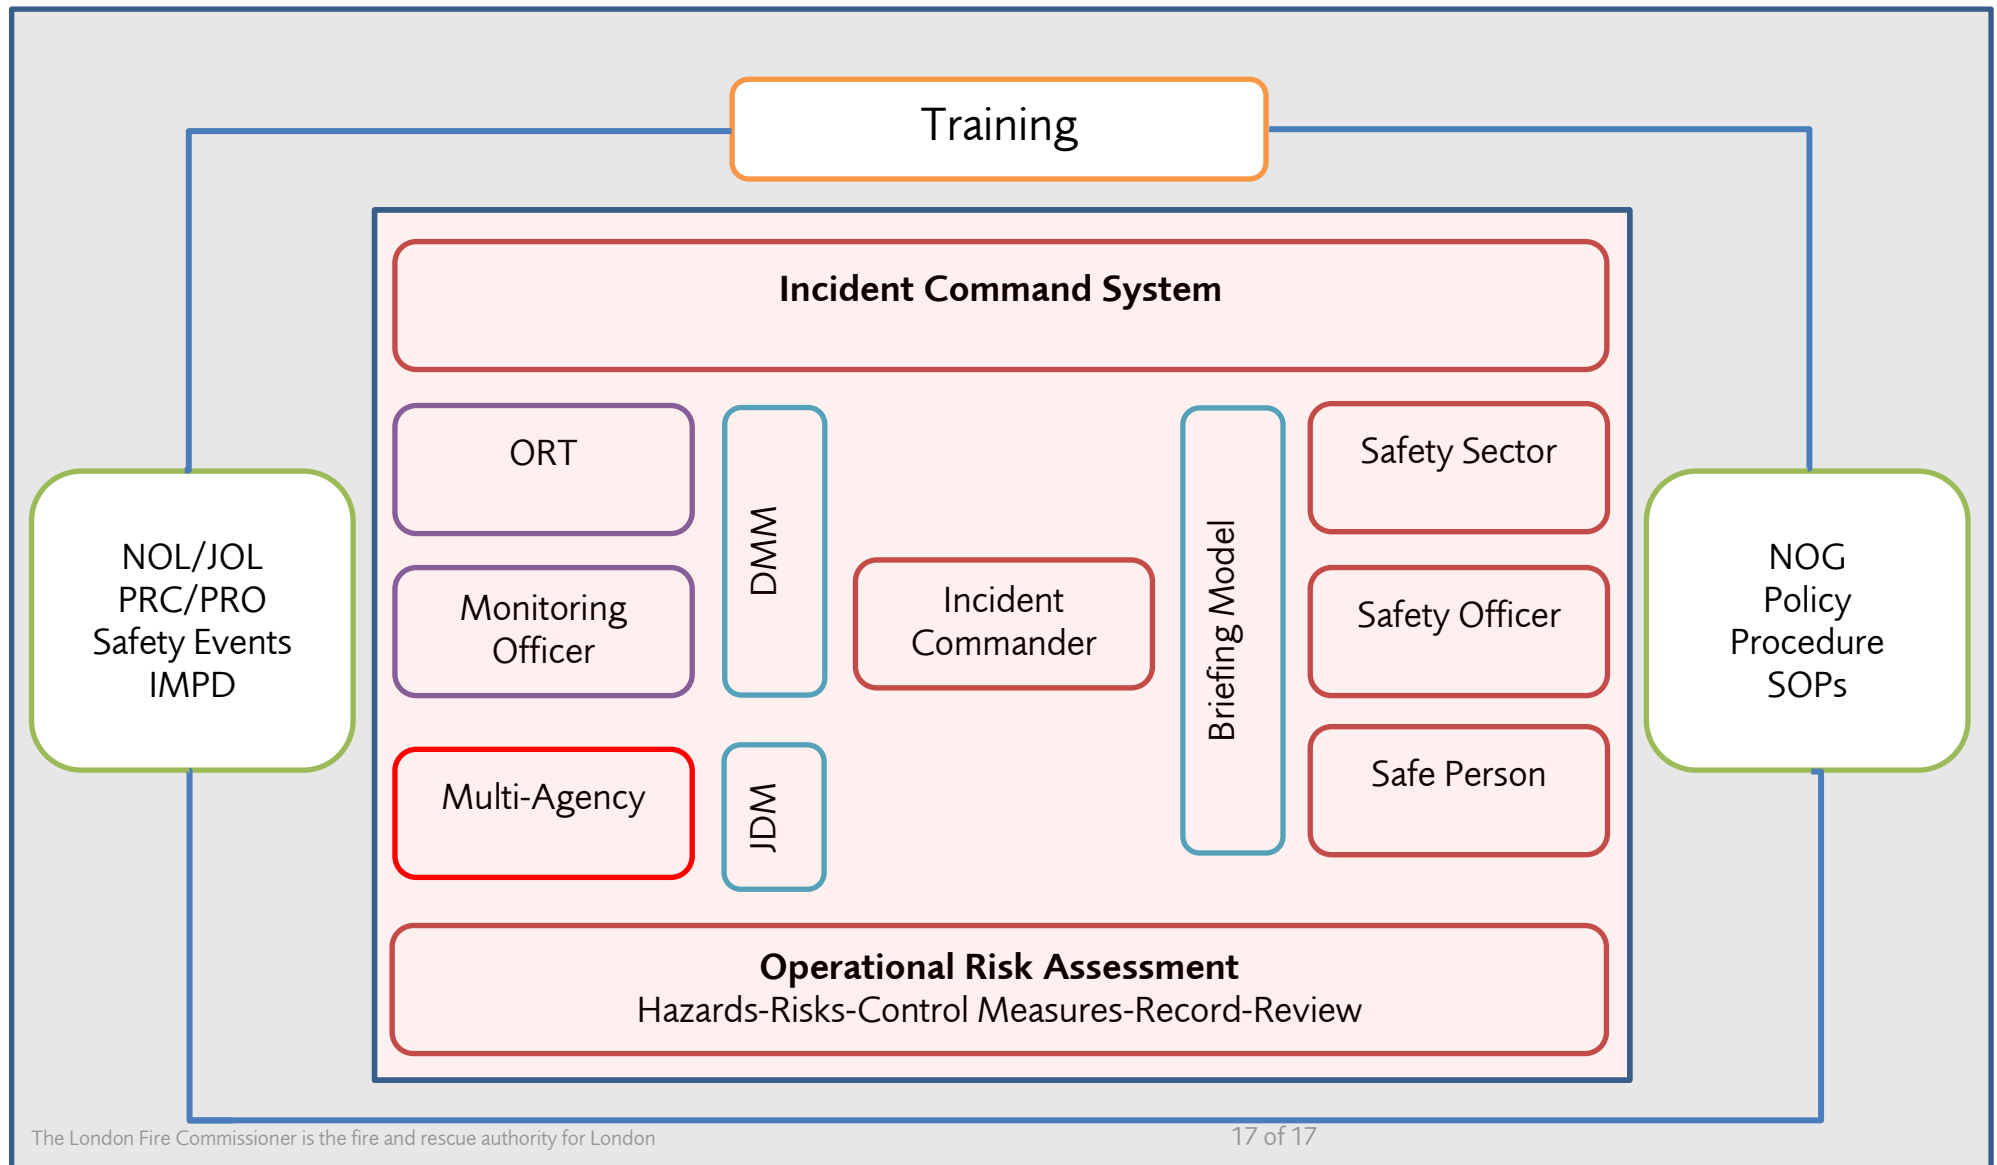 Training
Incident Command System
ORT
Monitoring
Officer
Multi-Agency
DMM
JDM
Incident
Commander
Briefing Model
Safety Sector
Safety Officer
Safe Person
NOL/JOL
PRC/PRO
Safety Events
IMPD
NOG
Policy
Procedure
SOPs
Operational Risk Assessment
Hazards-Risks-Control Measures-Record-Review
The London Fire Commissioner is the fire and rescue authority for London
17 of 17